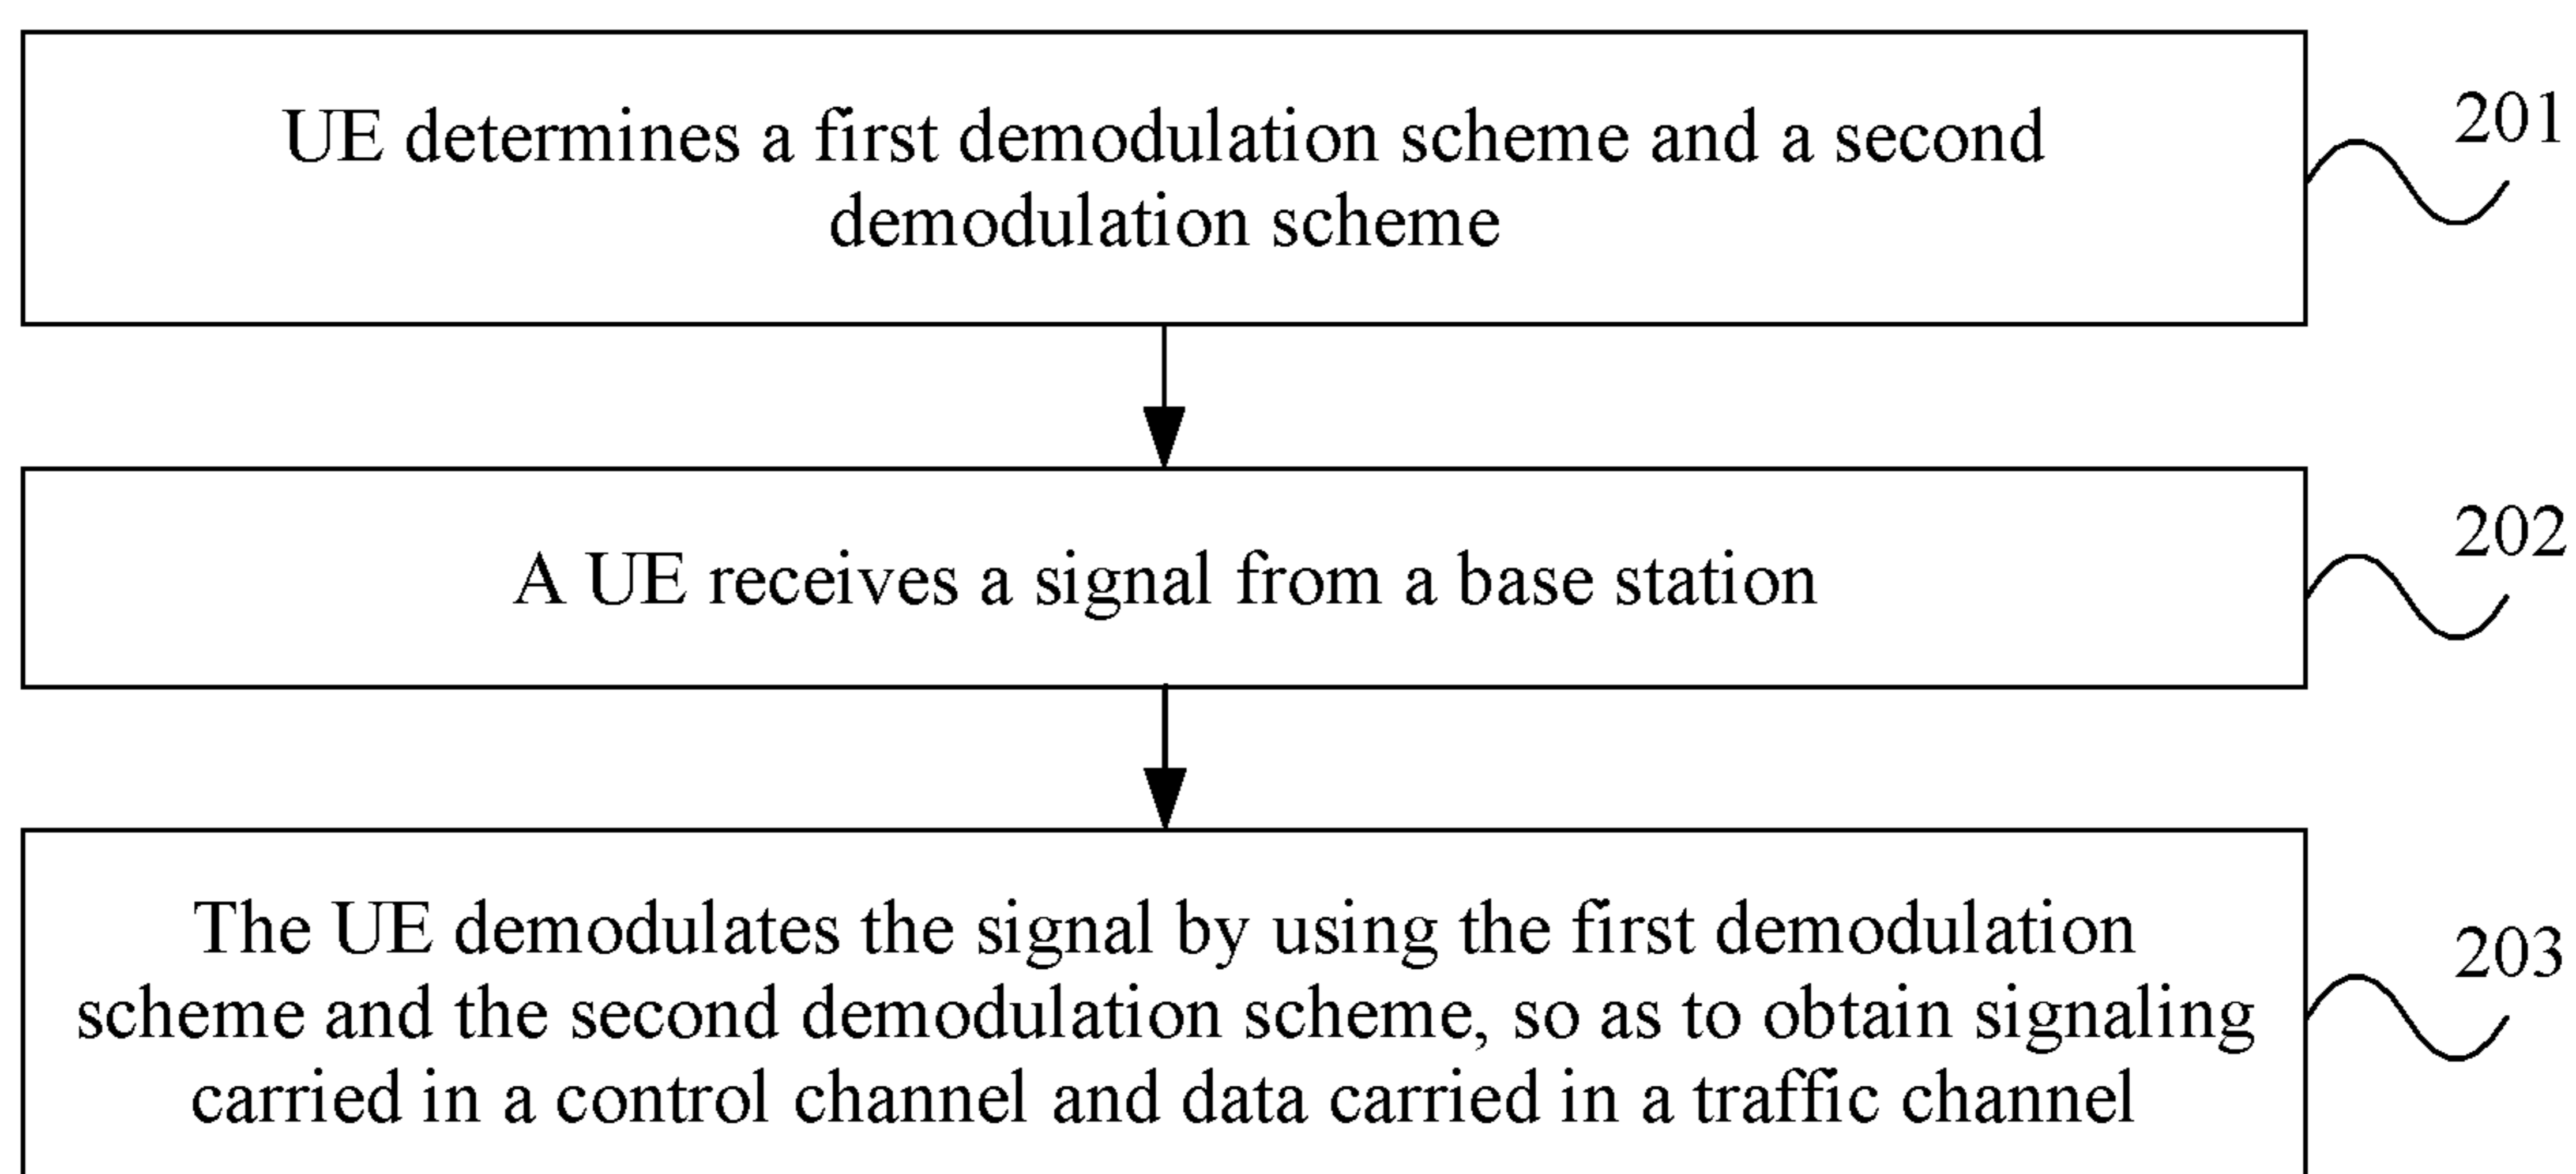 UE determines a first demodulation scheme and a second
demodulation scheme
201
A UE receives a signal from a base station
202
The UE demodulates the signal by using the first demodulation
scheme and the second demodulation scheme, so as to obtain signaling
carried in a control channel and data carried in a traffic channel
203